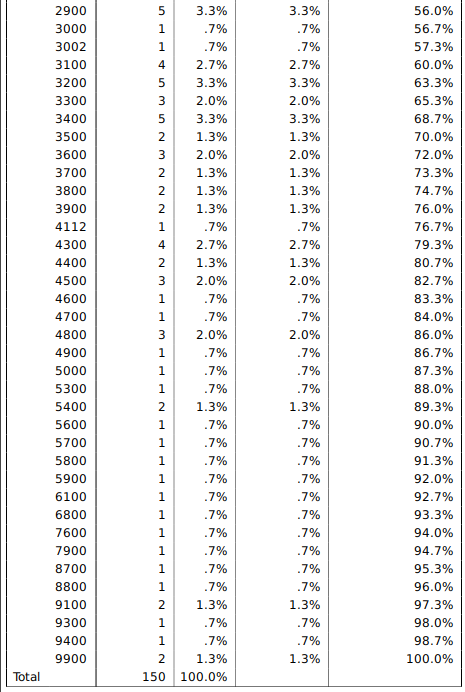 2900 5 3.3% 3.3% 56.0%
3000 1 .7% .7% 56.7%
3002 1 .7% .7% 57.3%
3100 4 2.7% 2.7% 60.0%
3200 5 3.3% 3.3% 63.3%
3300 3 2.0% 2.0% 65.3%
3400 5 3.3% 3.3% 68.7%
3500 2 1.3% 1.3% 70.0%
3600 3 2.0% 2.0% 72.0%
3700 2 1.3% 1.3% 73.3%
3800 2 1.3% 1.3% 74.7%
3900 2 1.3% 1.3% 76.0%
4112 1 .7% .7% 76.7%
4300 4 2.7% 2.7% 79.3%
4400 2 1.3% 1.3% 80.7%
4500 3 2.0% 2.0% 82.7%
4600 1 .7% .7% 83.3%
4700 1 .7% .7% 84.0%
4800 3 2.0% 2.0% 86.0%
4900 1 .7% .7% 86.7%
5000 1 .7% .7% 87.3%
5300 1 .7% .7% 88.0%
5400 2 1.3% 1.3% 89.3%
5600 1 .7% .7% 90.0%
5700 1 .7% .7% 90.7%
5800 1 .7% .7% 91.3%
5900 1 .7% .7% 92.0%
6100 1 .7% .7% 92.7%
6800 1 .7% .7% 93.3%
7600 1 .7% .7% 94.0%
7900 1 .7% .7% 94.7%
8700 1 .7% .7% 95.3%
8800 1 .7% .7% 96.0%
9100 2 1.3% 1.3% 97.3%
9300 1 .7% .7% 98.0%
9400 1 .7% .7% 98.7%
9900 2 1.3% 1.3% 100.0%
Total 150 100.0%